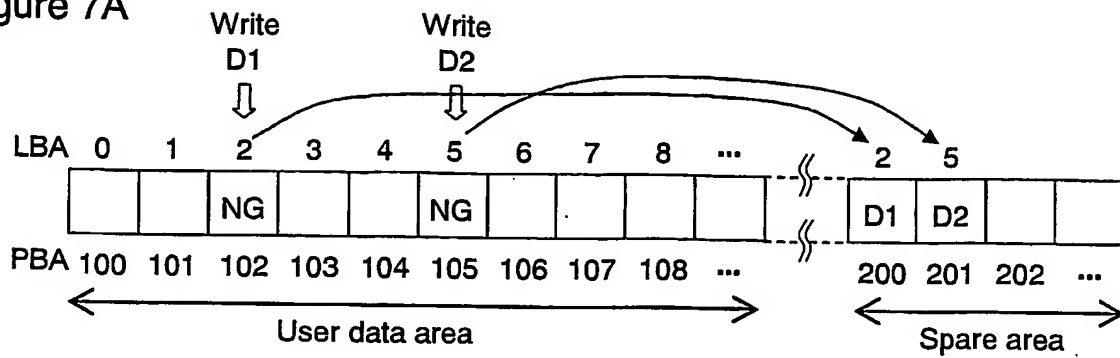 gure 7A
Write Write
D1 D2
LBA 0 1 2 3 4 5 6 7 8 ... 2 5
NG NG D1 D2
PBA 100 101 102 103 104 105 106 107 108 ... 200 201 202 ...
User data area Spare area